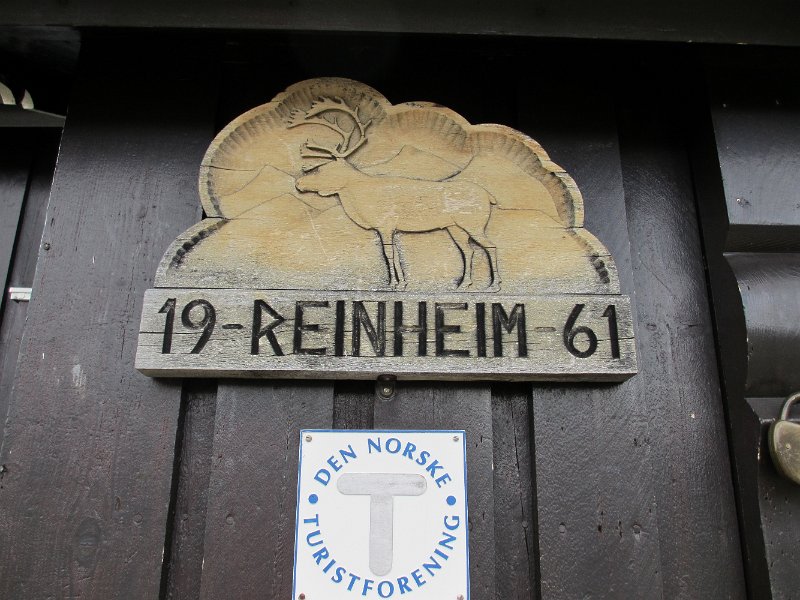 19-REINHEIM-61
DEN NORSKE
T
TURISTFORENING